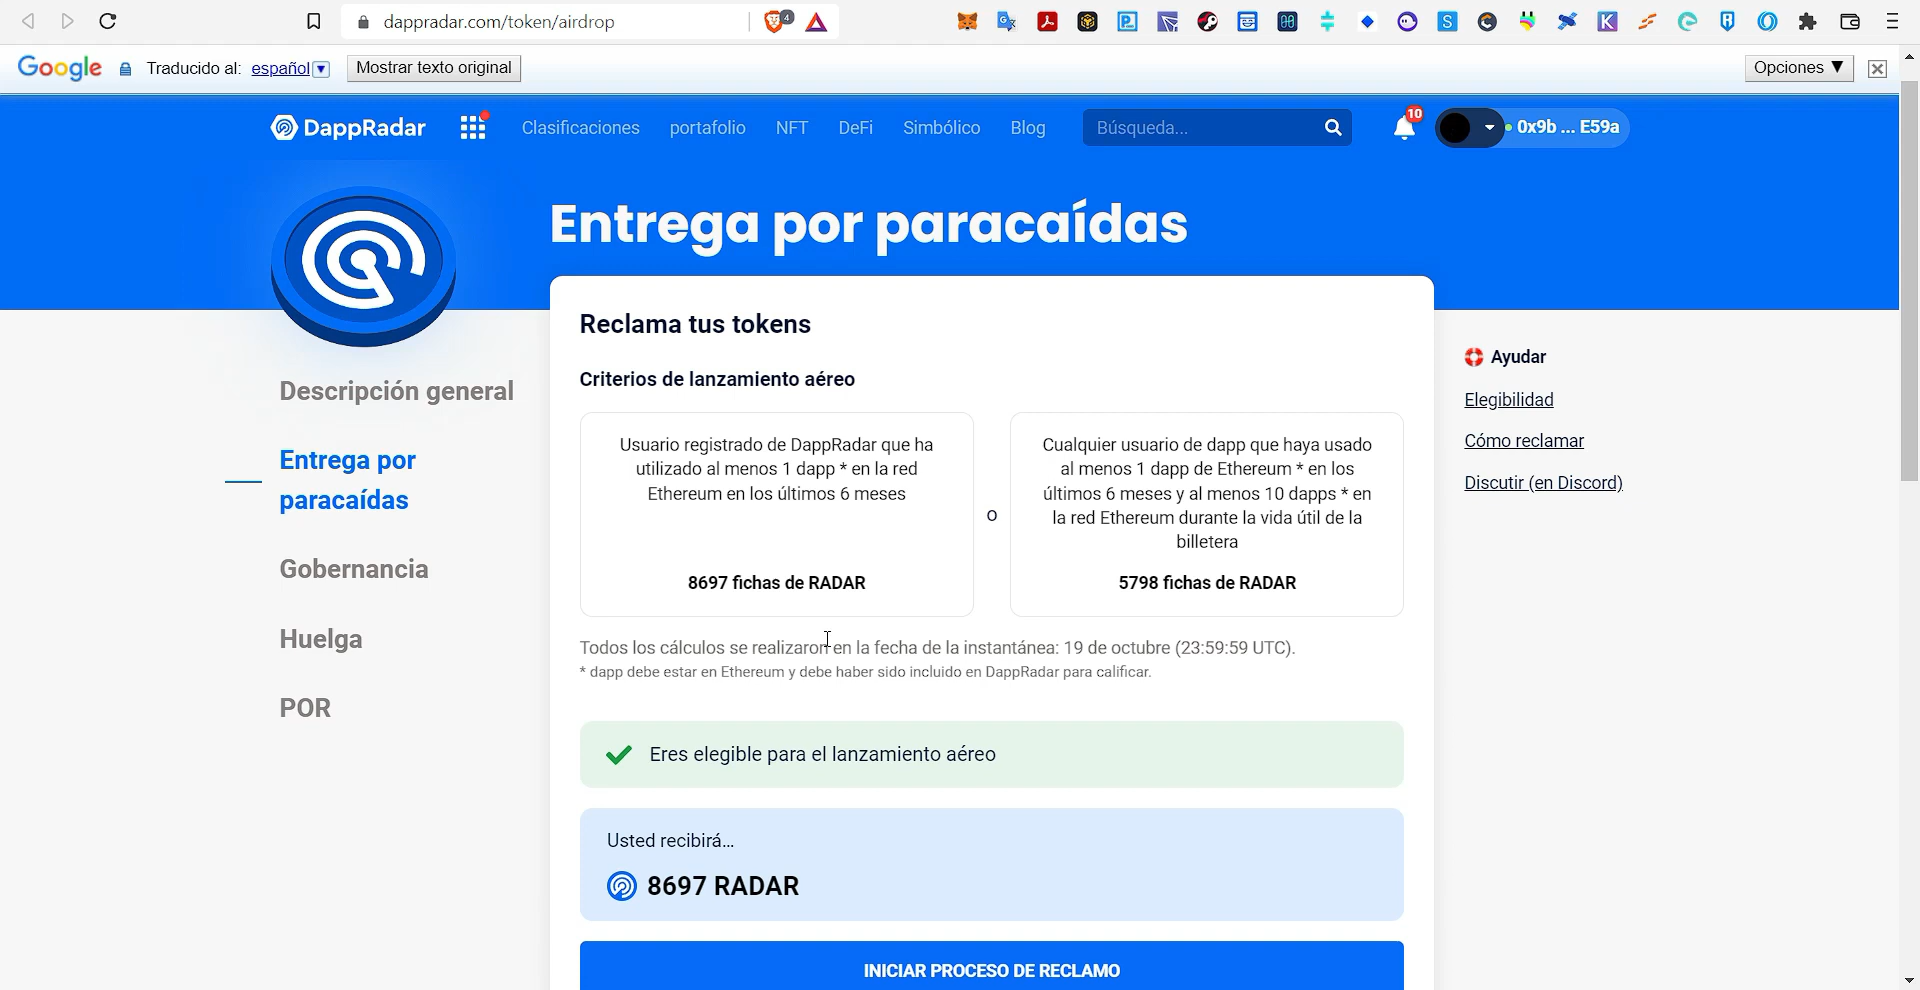 dappradar.com/token/airdrop
4
Google
Traducido al: español
Mostrar texto original
Opciones
DappRadar
Clasificaciones
portafolio
NFT
DeFi
Simbólico
Blog
Búsqueda...
10
0x9b ... E59a
Entrega por paracaídas
Reclama tus tokens
Criterios de lanzamiento aéreo
Usuario registrado de DappRadar que ha
utilizado al menos 1 dapp * en la red
Ethereum en los últimos 6 meses
8697 fichas de RADAR
o
Cualquier usuario de dapp que haya usado
al menos 1 dapp de Ethereum * en los
últimos 6 meses y al menos 10 dapps * en
la red Ethereum durante la vida útil de la
billetera
5798 fichas de RADAR
Todos los cálculos se realizaron en la fecha de la instantánea: 19 de octubre (23:59:59 UTC).
* dapp debe estar en Ethereum y debe haber sido incluido en DappRadar para calificar.
Eres elegible para el lanzamiento aéreo
Usted recibirá...
8697 RADAR
INICIAR PROCESO DE RECLAMO
Descripción general
Entrega por
paracaídas
Gobernancia
Huelga
POR
Ayudar
Elegibilidad
Cómo reclamar
Discutir (en Discord)